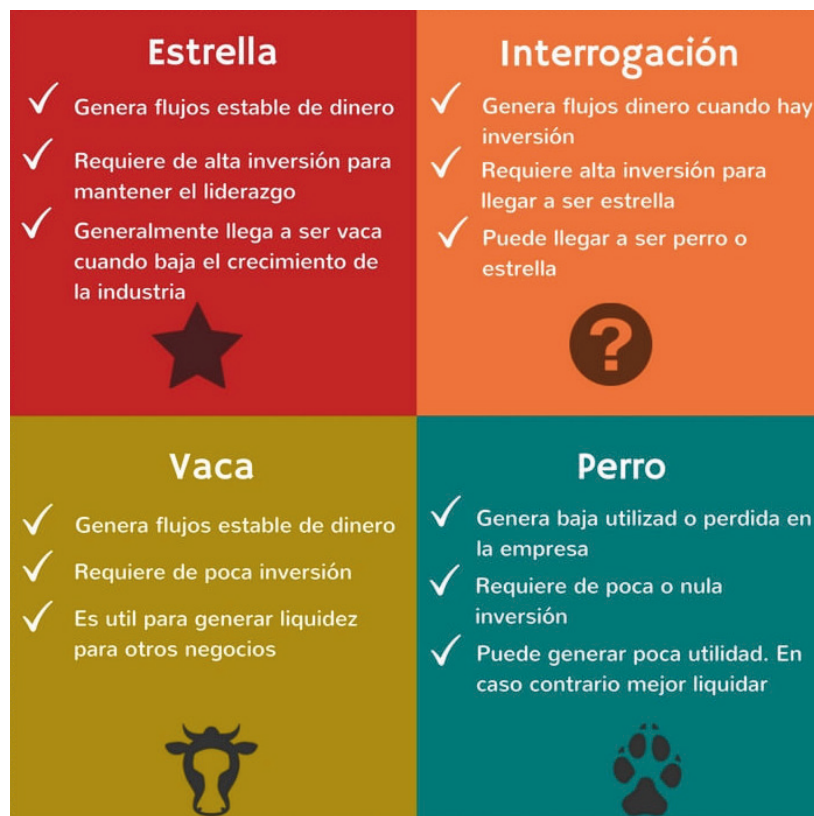 Estrella
Genera flujos estable de dinero
Requiere de alta inversión para
mantener el liderazgo
Generalmente llega a ser vaca
cuando baja el crecimiento de
la industria
Interrogación
Genera flujos dinero cuando hay
inversión
Requiere alta inversión para
llegar a ser estrella
Puede llegar a ser perro o
estrella
?
Vaca
Genera flujos estable de dinero
Requiere de poca inversión
Es util para generar liquidez
para otros negocios
Perro
Genera baja utilizad o perdida en
la empresa
Requiere de poca o nula
inversión
Puede generar poca utilidad. En
caso contrario mejor liquidar